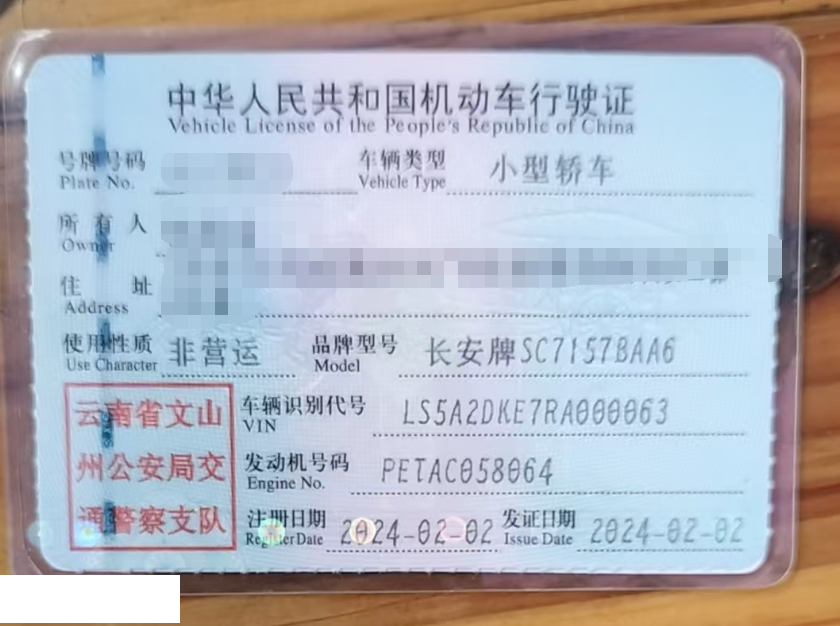 中华人民共和国机动车行驶证
Vehicle License of the People's Republic of China
号牌号码 车辆类型 小型轿车
Plate No. Vehicle Type
所有人
Owner
住址
Address
使用性质 非营运 品牌型号 长安牌SC7157BAA6
Use Character Model
云南省文山
州公安局交
通警察支队
车辆识别代号 LS5A2DKE7RA000063
VIN
发动机号码 PETAC058064
Engine No.
注册日期 2024-02-02 发证日期 2024-02-02
Register Date Issue Date